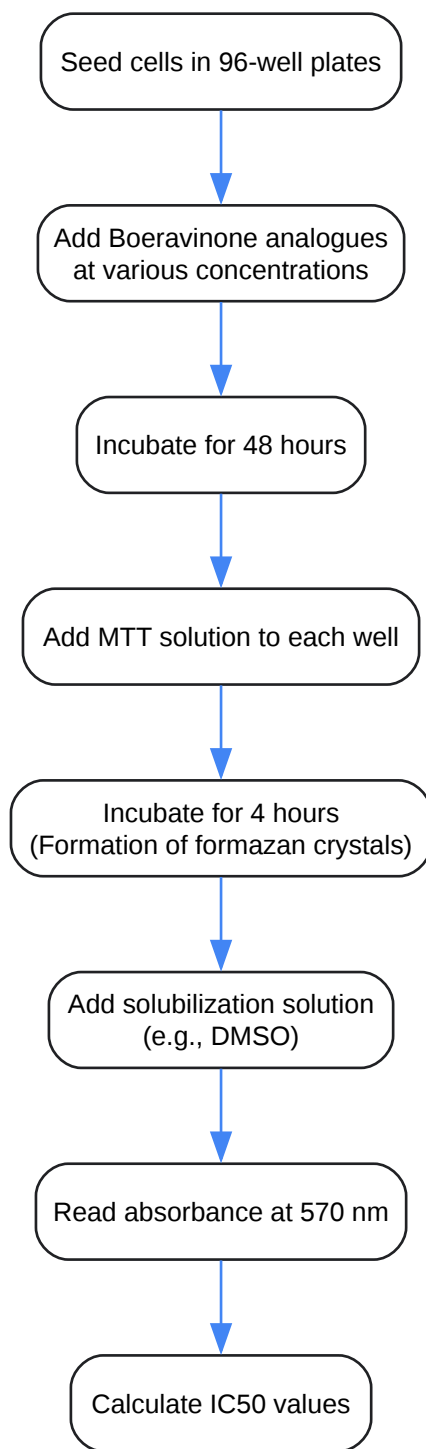 Seed cells in 96-well plates
Add Boeravinone analogues
at various concentrations
Incubate for 48 hours
Add MTT solution to each well
Incubate for 4 hours
(Formation of formazan crystals)
Add solubilization solution
(e.g., DMSO)
Read absorbance at 570 nm
Calculate IC50 values